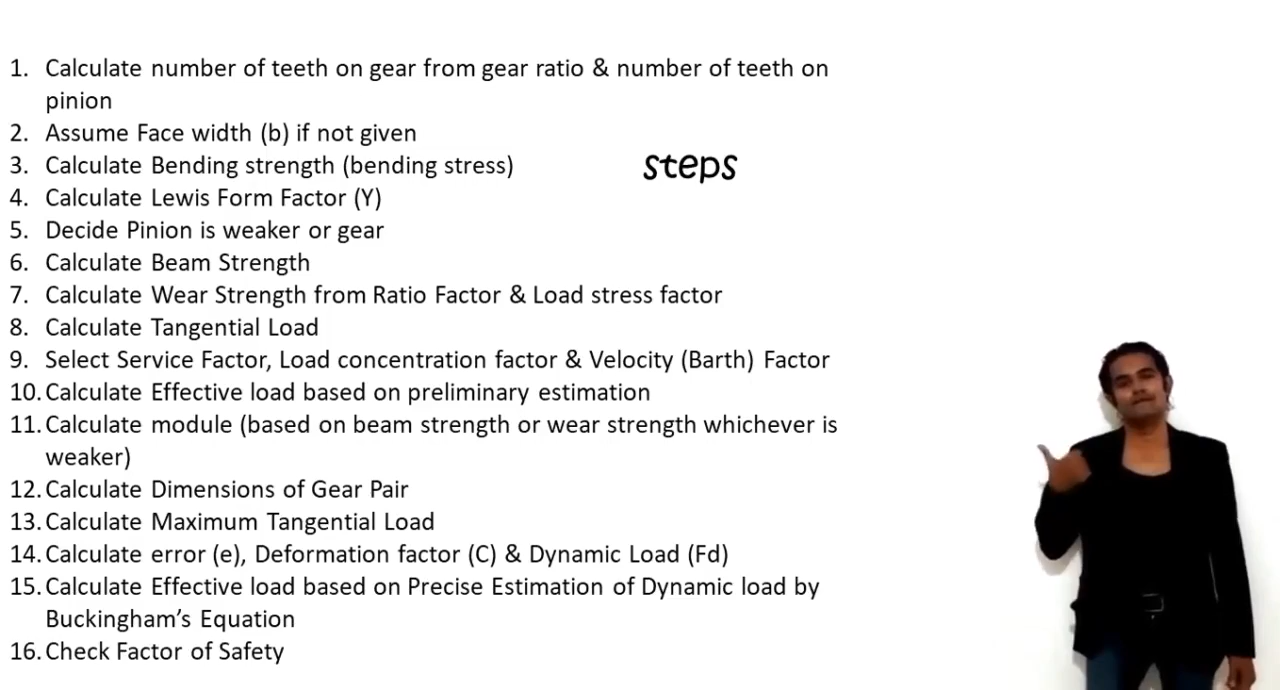 1. Calculate number of teeth on gear from gear ratio & number of teeth on
pinion
2. Assume Face width (b) if not given
3. Calculate Bending strength (bending stress)
steps
4. Calculate Lewis Form Factor (Y)
5. Decide Pinion is weaker or gear
6. Calculate Beam Strength
7. Calculate Wear Strength from Ratio Factor & Load stress factor
8. Calculate Tangential Load
9. Select Service Factor, Load concentration factor & Velocity (Barth) Factor
10. Calculate Effective load based on preliminary estimation
11. Calculate module (based on beam strength or wear strength whichever is
weaker)
12. Calculate Dimensions of Gear Pair
13. Calculate Maximum Tangential Load
14. Calculate error (e), Deformation factor (C) & Dynamic Load (Fd)
15. Calculate Effective load based on Precise Estimation of Dynamic load by
Buckingham’s Equation
16. Check Factor of Safety